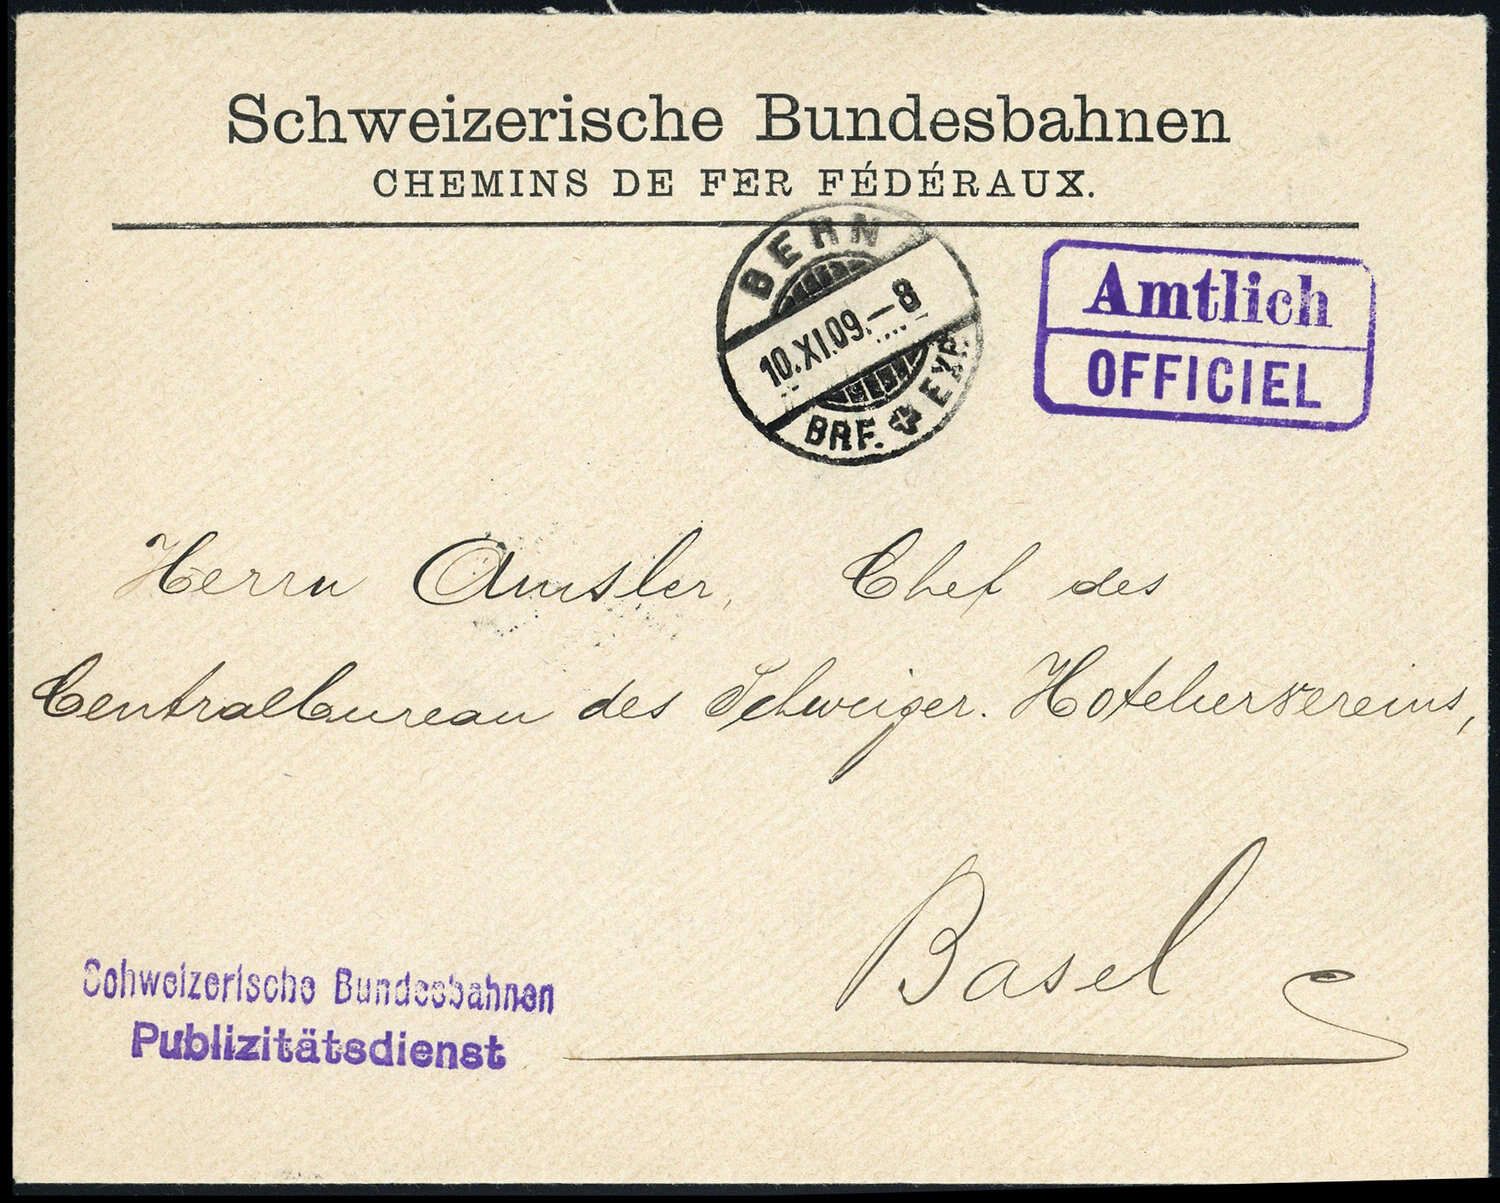 Schweizerische Bundesbahnen
CHEMINS DE FER FÉDÉRAUX.
BERN
10.XI.09.–8
BRF. EXP.
Amtlich
OFFICIEL
Herrn Amsler, Chef des
Centralbureau des Schweizer. Hoteliervereins,
Basel
Schweizerische Bundesbahnen
Publizitätsdienst